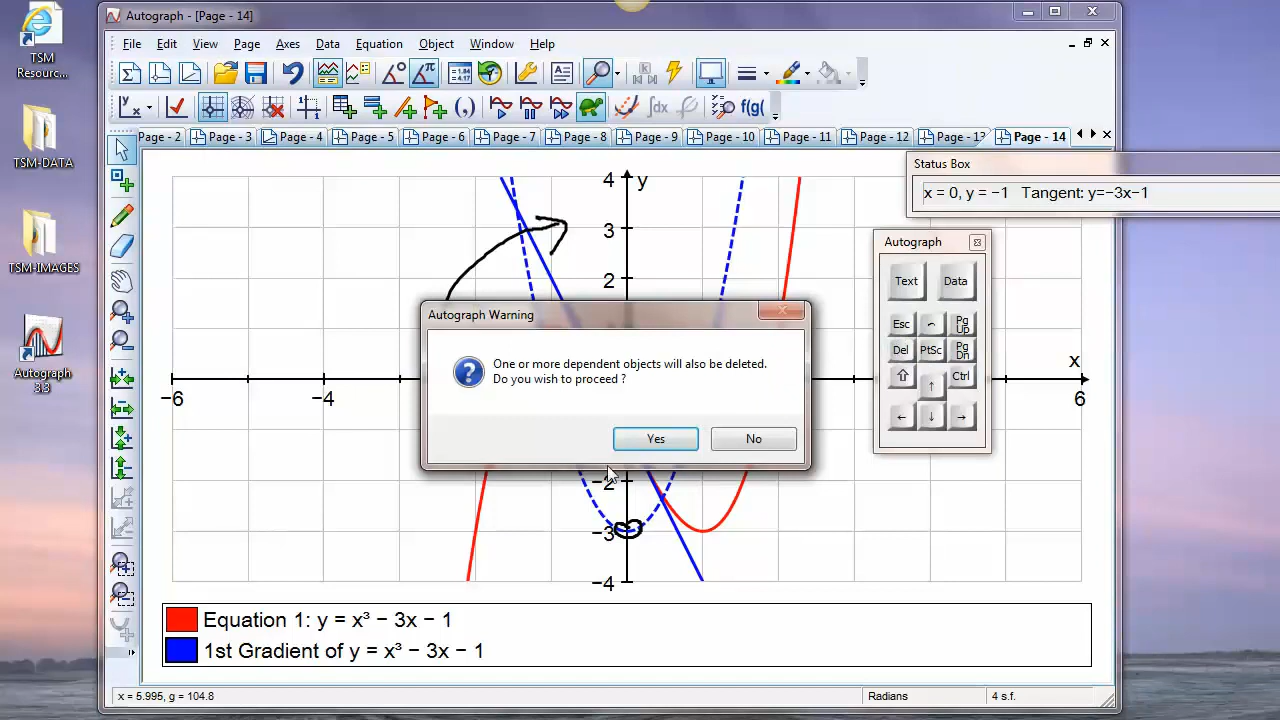 TSM
Resourc...
TSM-DATA
TSM-IMAGES
Autograph
3.3
Autograph - [Page - 14]
File Edit View Page Axes Data Equation Object Window Help
Page - 2 Page - 3 Page - 4 Page - 5 Page - 6 Page - 7 Page - 8 Page - 9 Page - 10 Page - 11 Page - 12 Page - 13 Page - 14
Status Box
x = 0, y = −1 Tangent: y=−3x−1
4 y
3
2
Autograph
Text Data
Esc Pg Up
Del PtSc Pg Dn
Ctrl
Autograph Warning
One or more dependent objects will also be deleted.
Do you wish to proceed ?
Yes No
x
−6 −4 6
−2
−3
−4
Equation 1: y = x³ − 3x − 1
1st Gradient of y = x³ − 3x − 1
x = 5.995, g = 104.8 Radians 4 s.f.